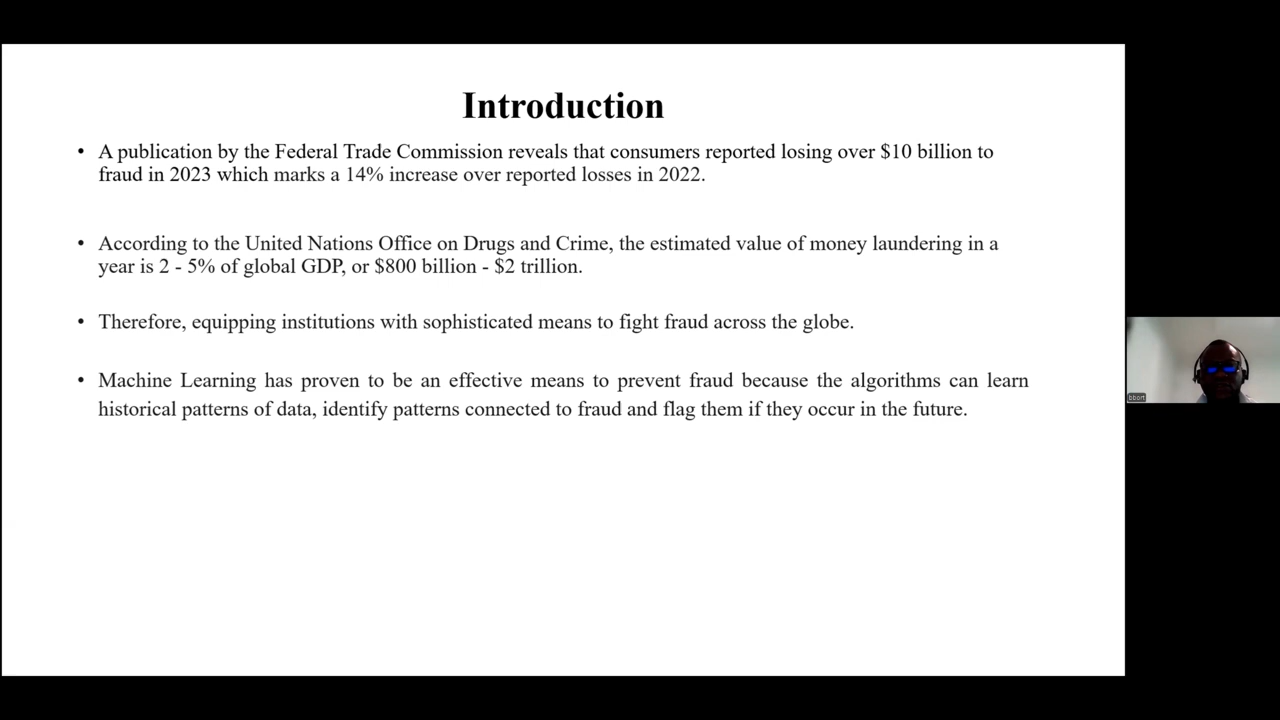 Introduction
• A publication by the Federal Trade Commission reveals that consumers reported losing over $10 billion to
fraud in 2023 which marks a 14% increase over reported losses in 2022.
• According to the United Nations Office on Drugs and Crime, the estimated value of money laundering in a
year is 2 - 5% of global GDP, or $800 billion - $2 trillion.
• Therefore, equipping institutions with sophisticated means to fight fraud across the globe.
• Machine Learning has proven to be an effective means to prevent fraud because the algorithms can learn
historical patterns of data, identify patterns connected to fraud and flag them if they occur in the future.